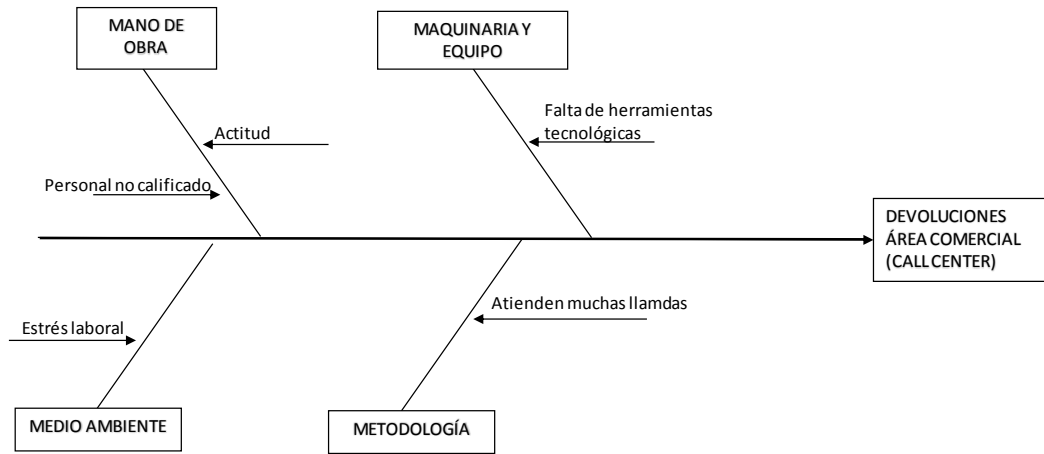 MANO DE
OBRA
MAQUINARIA Y
EQUIPO
Actitud
Personal no calificado
Falta de herramientas
tecnológicas
DEVOLUCIONES
ÁREA COMERCIAL
(CALL CENTER)
Estrés laboral
Atienden muchas llamdas
MEDIO AMBIENTE
METODOLOGÍA